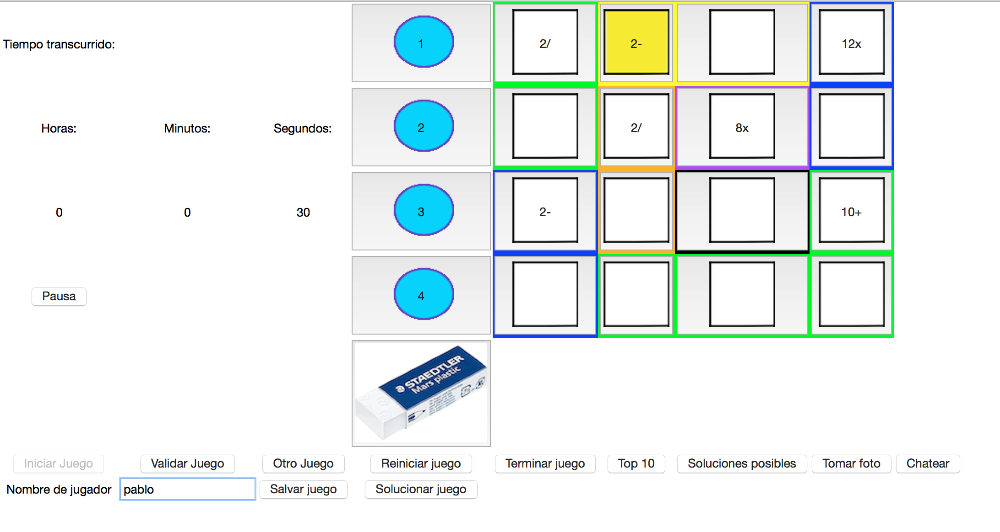 Tiempo transcurrido: 1 2/ 2- 12x
Horas: Minutos: Segundos: 2 2/ 8x
0 0 30 3 2- 10+
Pausa 4
STAEDTLER
Mars plastic
Iniciar Juego Validar Juego Otro Juego Reiniciar juego Terminar juego Top 10 Soluciones posibles Tomar foto Chatear
Nombre de jugador pablo Salvar juego Solucionar juego